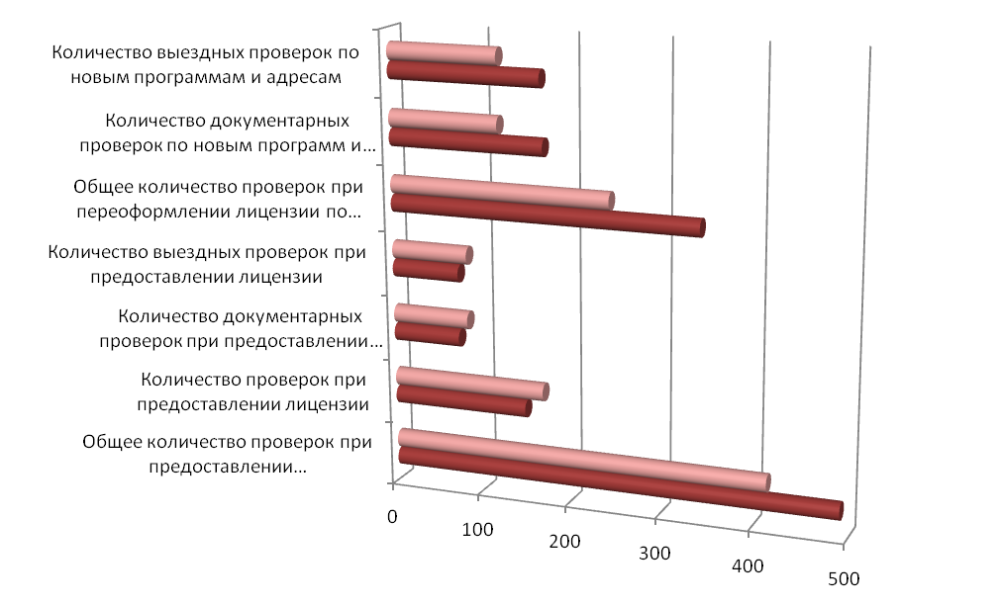 Количество выездных проверок по
новым программам и адресам
Количество документарных
проверок по новым программ и...
Общее количество проверок при
переоформлении лицензии по...
Количество выездных проверок при
предоставлении лицензии
Количество документарных
проверок при предоставлении...
Количество проверок при
предоставлении лицензии
Общее количество проверок при
предоставлении...
0
100
200
300
400
500